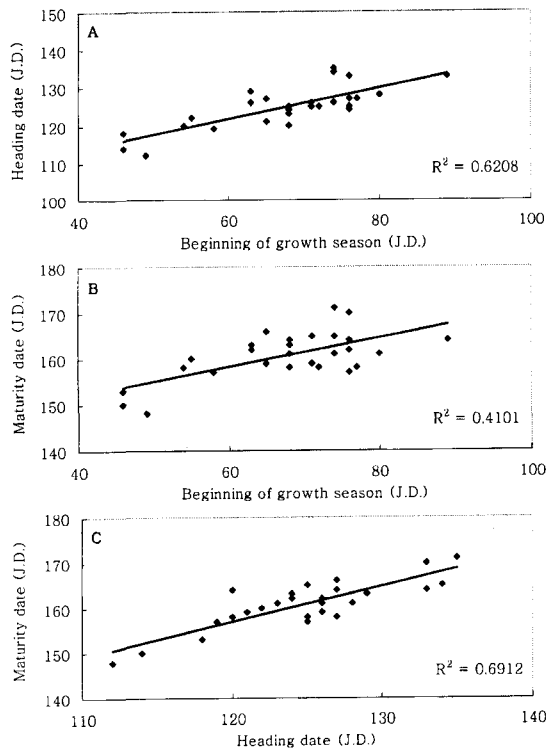 A
150
140
130
120
110
100
Heading date (J.D.)
R² = 0.6208
40
60
80
100
Beginning of growth season (J.D.)
B
180
170
160
150
140
Maturity date (J.D.)
R² = 0.4101
40
60
80
100
Beginning of growth season (J.D.)
C
180
170
160
150
140
Maturity date (J.D.)
R² = 0.6912
110
120
130
140
Heading date (J.D.)